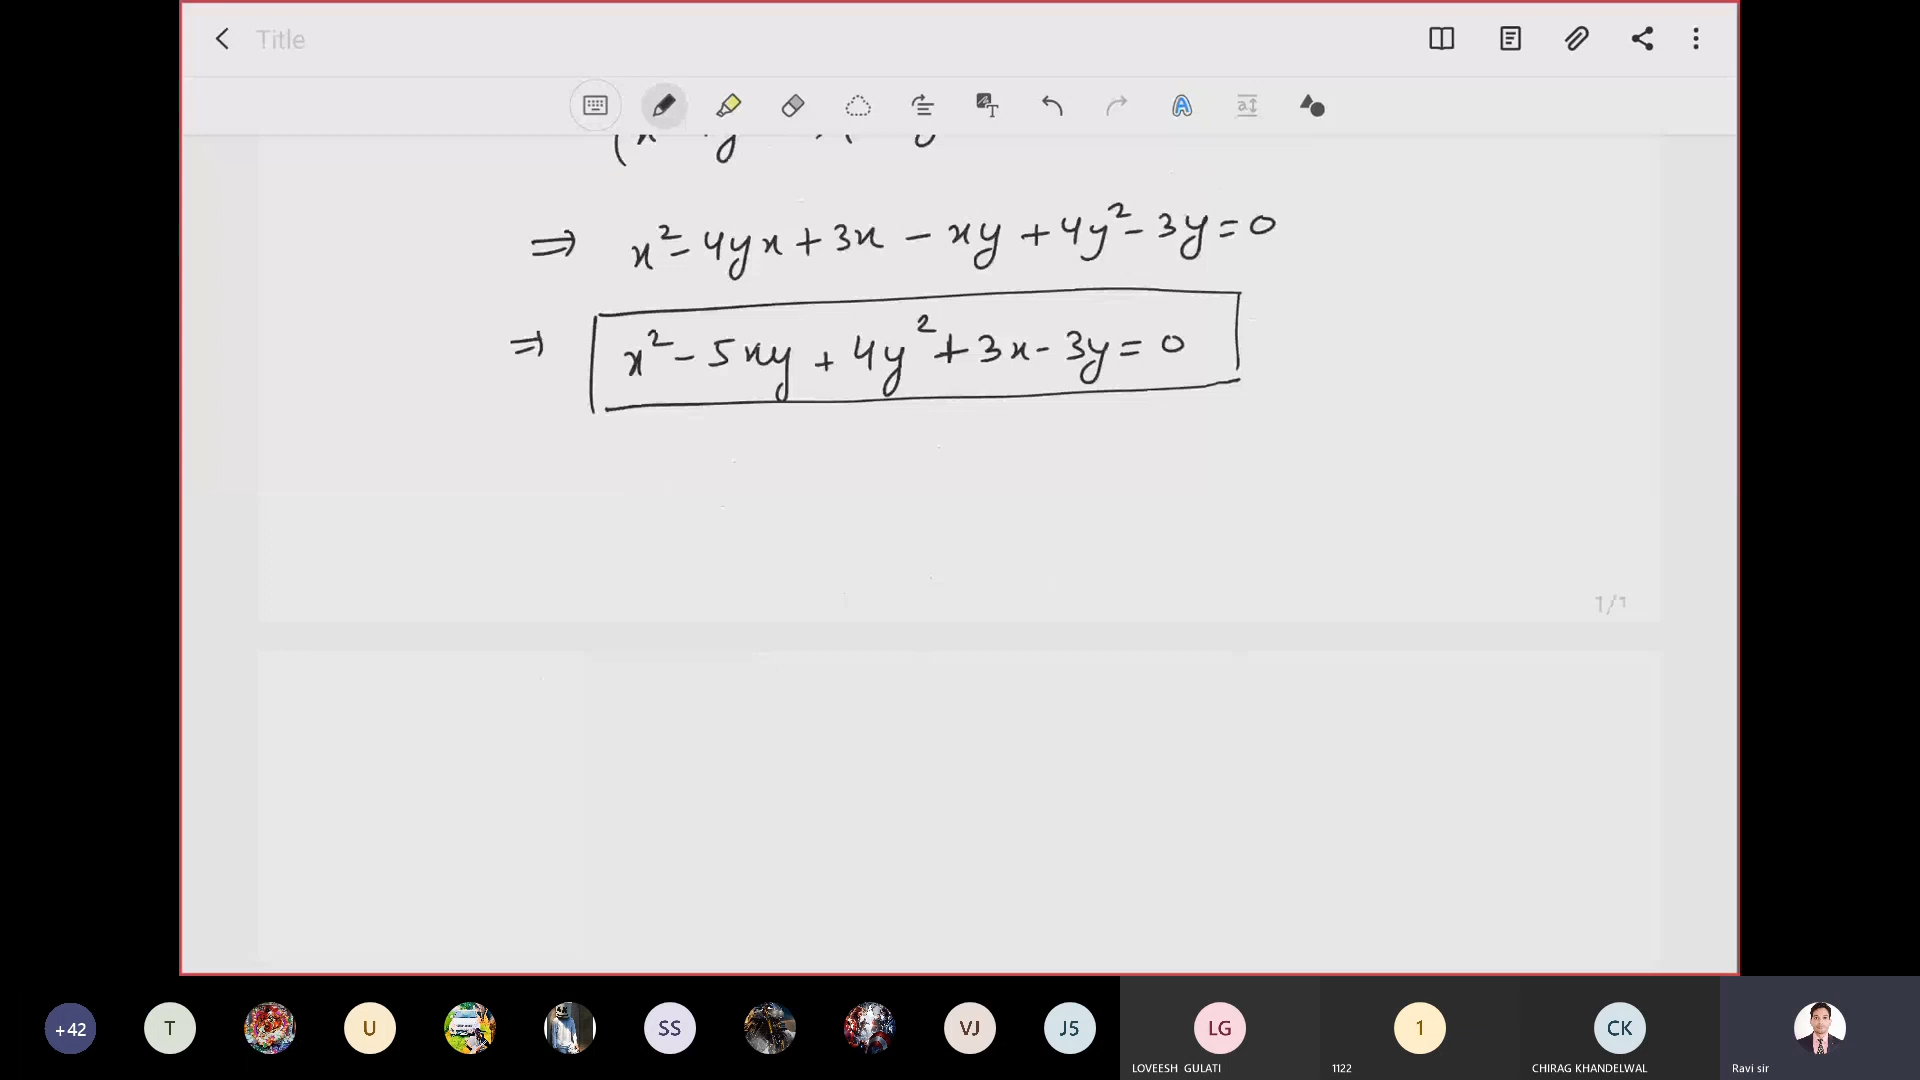 Title
⇒ x² - 4yx + 3x - xy + 4y² - 3y = 0
⇒ x² - 5xy + 4y² + 3x - 3y = 0
1/1
+42
T
U
SS
VJ
J5
LG
LOVEESH GULATI
1
1122
CK
CHIRAG KHANDELWAL
Ravi sir